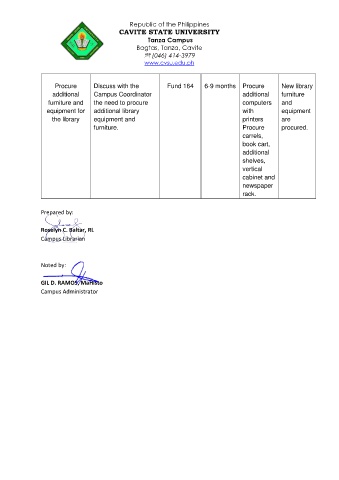 Republic of the Philippines
CAVITE STATE UNIVERSITY
Tanza Campus
Bagtas, Tanza, Cavite
(046) 414-3979
www.cvsu.edu.ph
Procure additional furniture and equipment for the library
Discuss with the Campus Coordinator the need to procure additional library equipment and furniture.
Fund 164
6-9 months
Procure additional computers with printers Procure carrels, book cart, additional shelves, vertical cabinet and newspaper rack.
New library furniture and equipment are procured.
Prepared by:
Roselyn C. Baltar, RL
Campus Librarian
Noted by:
GIL D. RAMOS,
Campus Administrator